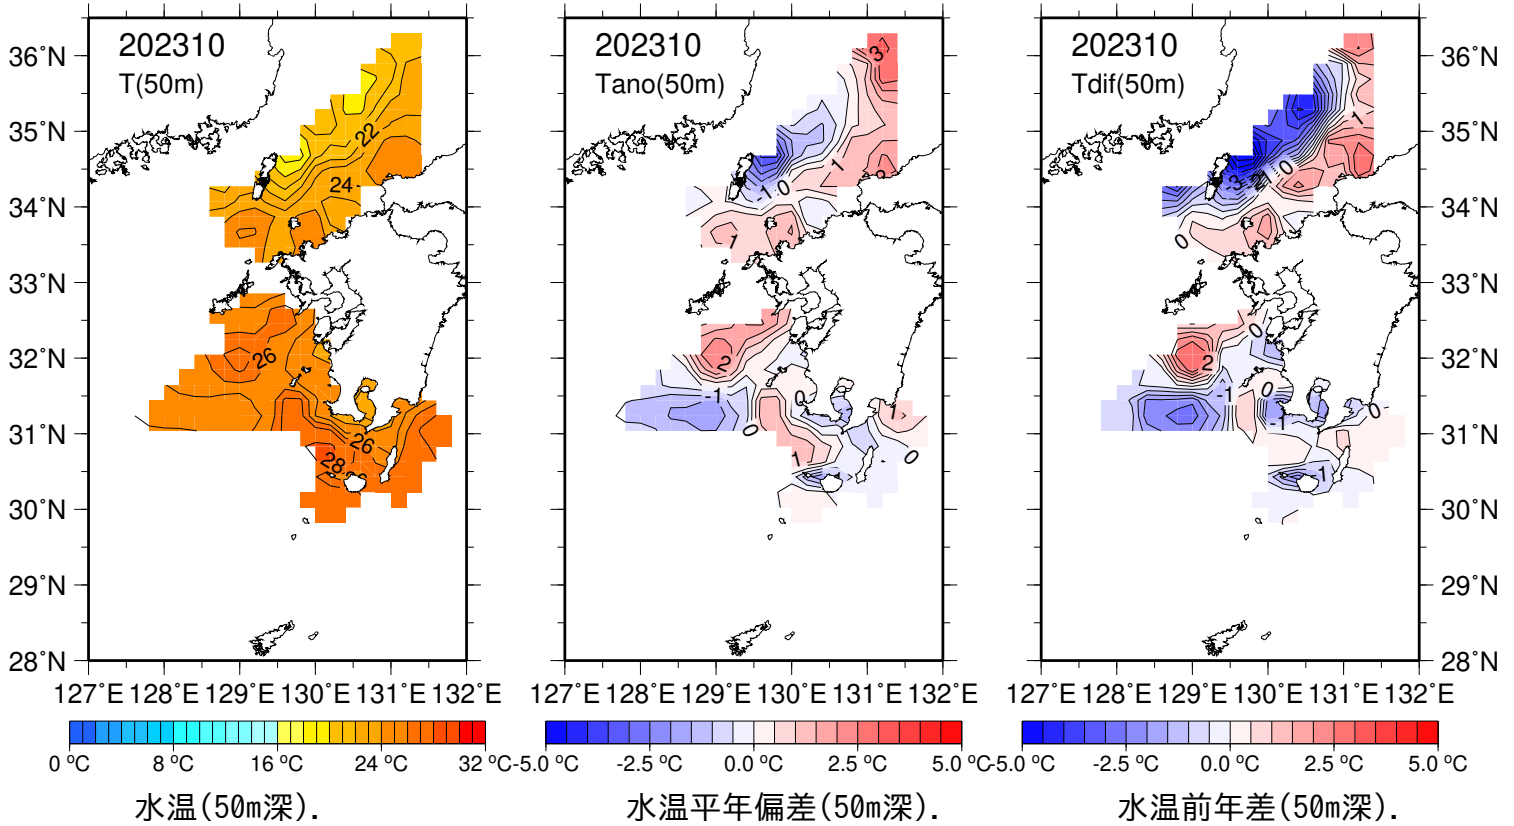 202310
T(50m)
36°N
35°N
34°N
33°N
32°N
31°N
30°N
29°N
28°N
22
24
26
26
28
127°E 128°E 129°E 130°E 131°E 132°E
0 °C 8 °C 16 °C 24 °C 32 °C
水温(50m深).
202310
Tano(50m)
3
1
-1
0
1
2
-1
0
0
1
1
0
127°E 128°E 129°E 130°E 131°E 132°E
-5.0 °C -2.5 °C 0.0 °C 2.5 °C 5.0 °C
水温平年偏差(50m深).
202310
Tdif(50m)
36°N
35°N
34°N
33°N
32°N
31°N
30°N
29°N
28°N
1
-3
0
0
0
2
-1
0
-1
0
-1
127°E 128°E 129°E 130°E 131°E 132°E
-5.0 °C -2.5 °C 0.0 °C 2.5 °C 5.0 °C
水温前年差(50m深).